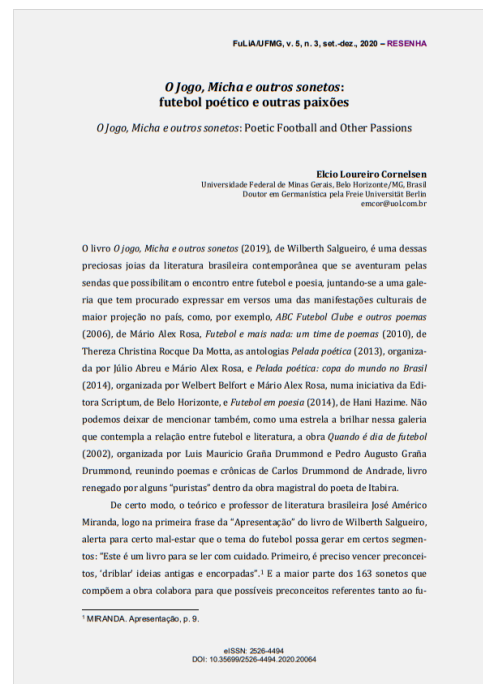 FuLiA/UFMG, v. 5, n. 3, set.-dez., 2020 – RESENHA
O Jogo, Micha e outros sonetos:
futebol poético e outras paixões
O Jogo, Micha e outros sonetos: Poetic Football and Other Passions
Elcio Loureiro Cornelsen
Universidade Federal de Minas Gerais, Belo Horizonte/MG, Brasil
Doutor em Germanística pela Freie Universität Berlin
emcor@uol.com.br
O livro O jogo, Micha e outros sonetos (2019), de Wilberth Salgueiro, é uma dessas
preciosas joias da literatura brasileira contemporânea que se aventuram pelas
sendas que possibilitam o encontro entre futebol e poesia, juntando-se a uma gale-
ria que tem procurado expressar em versos uma das manifestações culturais de
maior projeção no país, como, por exemplo, ABC Futebol Clube e outros poemas
(2006), de Mário Alex Rosa, Futebol e mais nada: um time de poemas (2010), de
Thereza Christina Rocque Da Motta, as antologias Pelada poética (2013), organiza-
da por Júlio Abreu e Mário Alex Rosa, e Pelada poética: copa do mundo no Brasil
(2014), organizada por Welbert Belfort e Mário Alex Rosa, numa iniciativa da Edi-
tora Scriptum, de Belo Horizonte, e Futebol em poesia (2014), de Hani Hazime. Não
podemos deixar de mencionar também, como uma estrela a brilhar nessa galeria
que contempla a relação entre futebol e literatura, a obra Quando é dia de futebol
(2002), organizada por Luis Mauricio Graña Drummond e Pedro Augusto Graña
Drummond, reunindo poemas e crônicas de Carlos Drummond de Andrade, livro
renegado por alguns “puristas” dentro da obra magistral do poeta de Itabira.
De certo modo, o teórico e professor de literatura brasileira José Américo
Miranda, logo na primeira frase da “Apresentação” do livro de Wilberth Salgueiro,
alerta para certo mal-estar que o tema do futebol possa gerar em certos segmen-
tos: “Este é um livro para se ler com cuidado. Primeiro, é preciso vencer preconcei-
tos, ‘driblar’ ideias antigas e encorpadas”.¹ E a maior parte dos 163 sonetos que
compõem a obra colabora para que possíveis preconceitos referentes tanto ao fu-
¹ MIRANDA. Apresentação, p. 9.
eISSN: 2526-4494
DOI: 10.35699/2526-4494.2020.20064